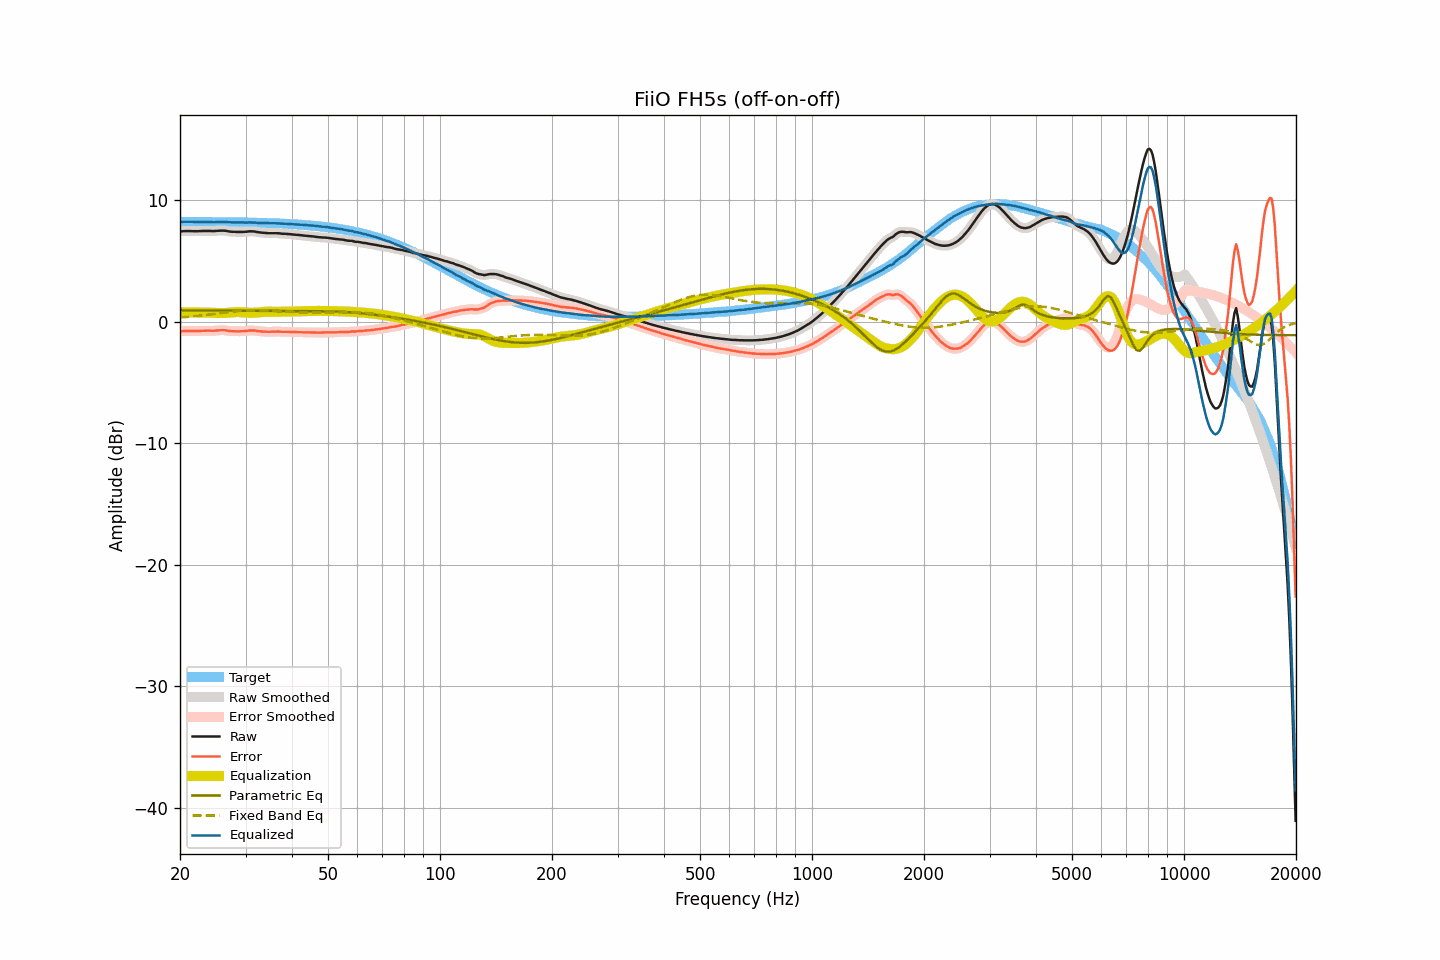 FiiO FH5s (off-on-off)
10
0
−10
−20
−30
−40
Amplitude (dBr)
Target
Raw Smoothed
Error Smoothed
Raw
Error
Equalization
Parametric Eq
Fixed Band Eq
Equalized
20 50 100 200 500 1000 2000 5000 10000 20000
Frequency (Hz)